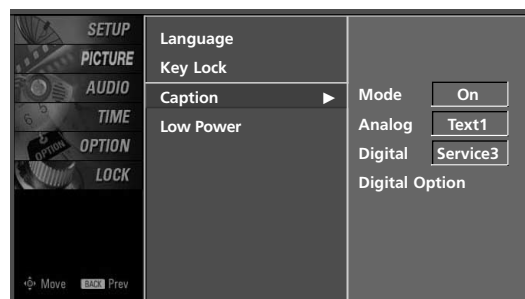 SETUP
PICTURE
AUDIO
TIME
OPTION
LOCK
Move BACK Prev
Language
Key Lock
Caption ▶
Low Power
Mode On
Analog Text1
Digital Service3
Digital Option